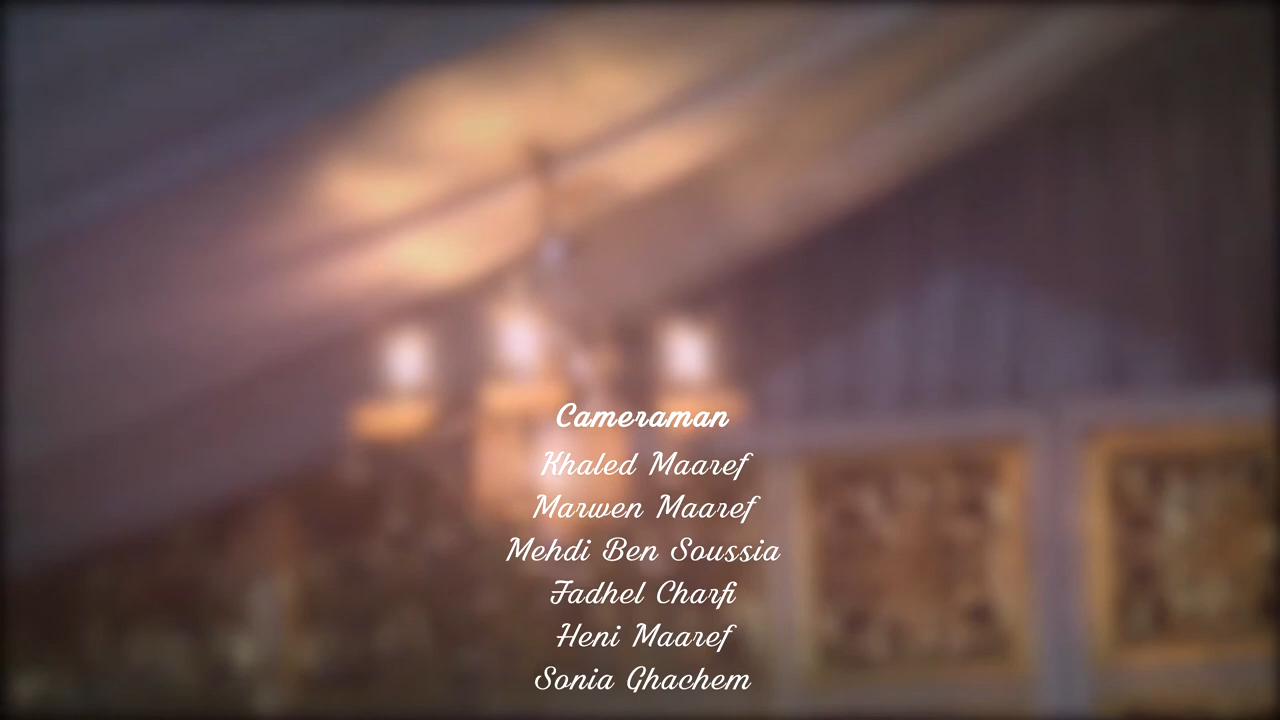 Cameraman
Khaled Maaref
Marwen Maaref
Mehdi Ben Soussia
Fadhel Charfi
Heni Maaref
Sonia Ghachem